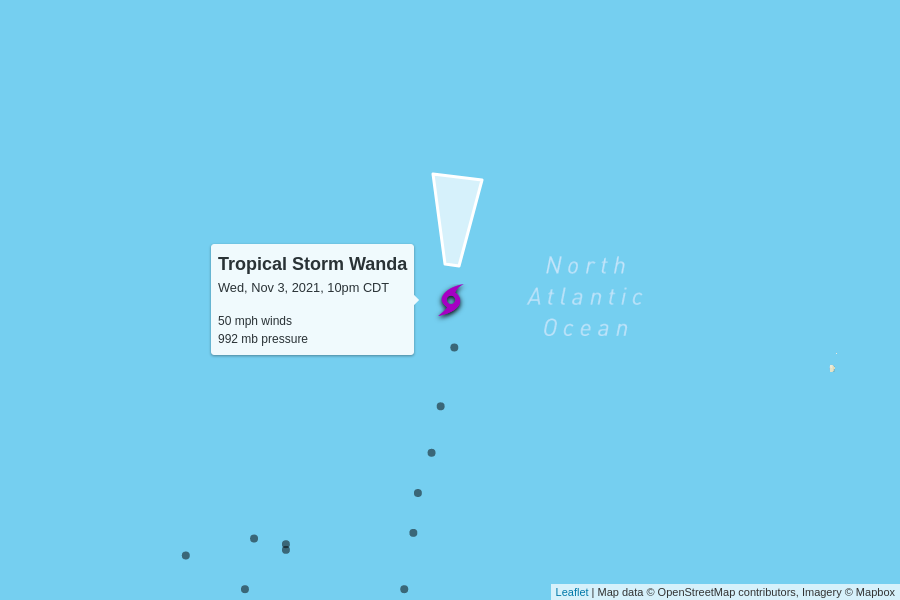 Tropical Storm Wanda
Wed, Nov 3, 2021, 10pm CDT
50 mph winds
992 mb pressure
North
Atlantic
Ocean
Leaflet | Map data © OpenStreetMap contributors, Imagery © Mapbox